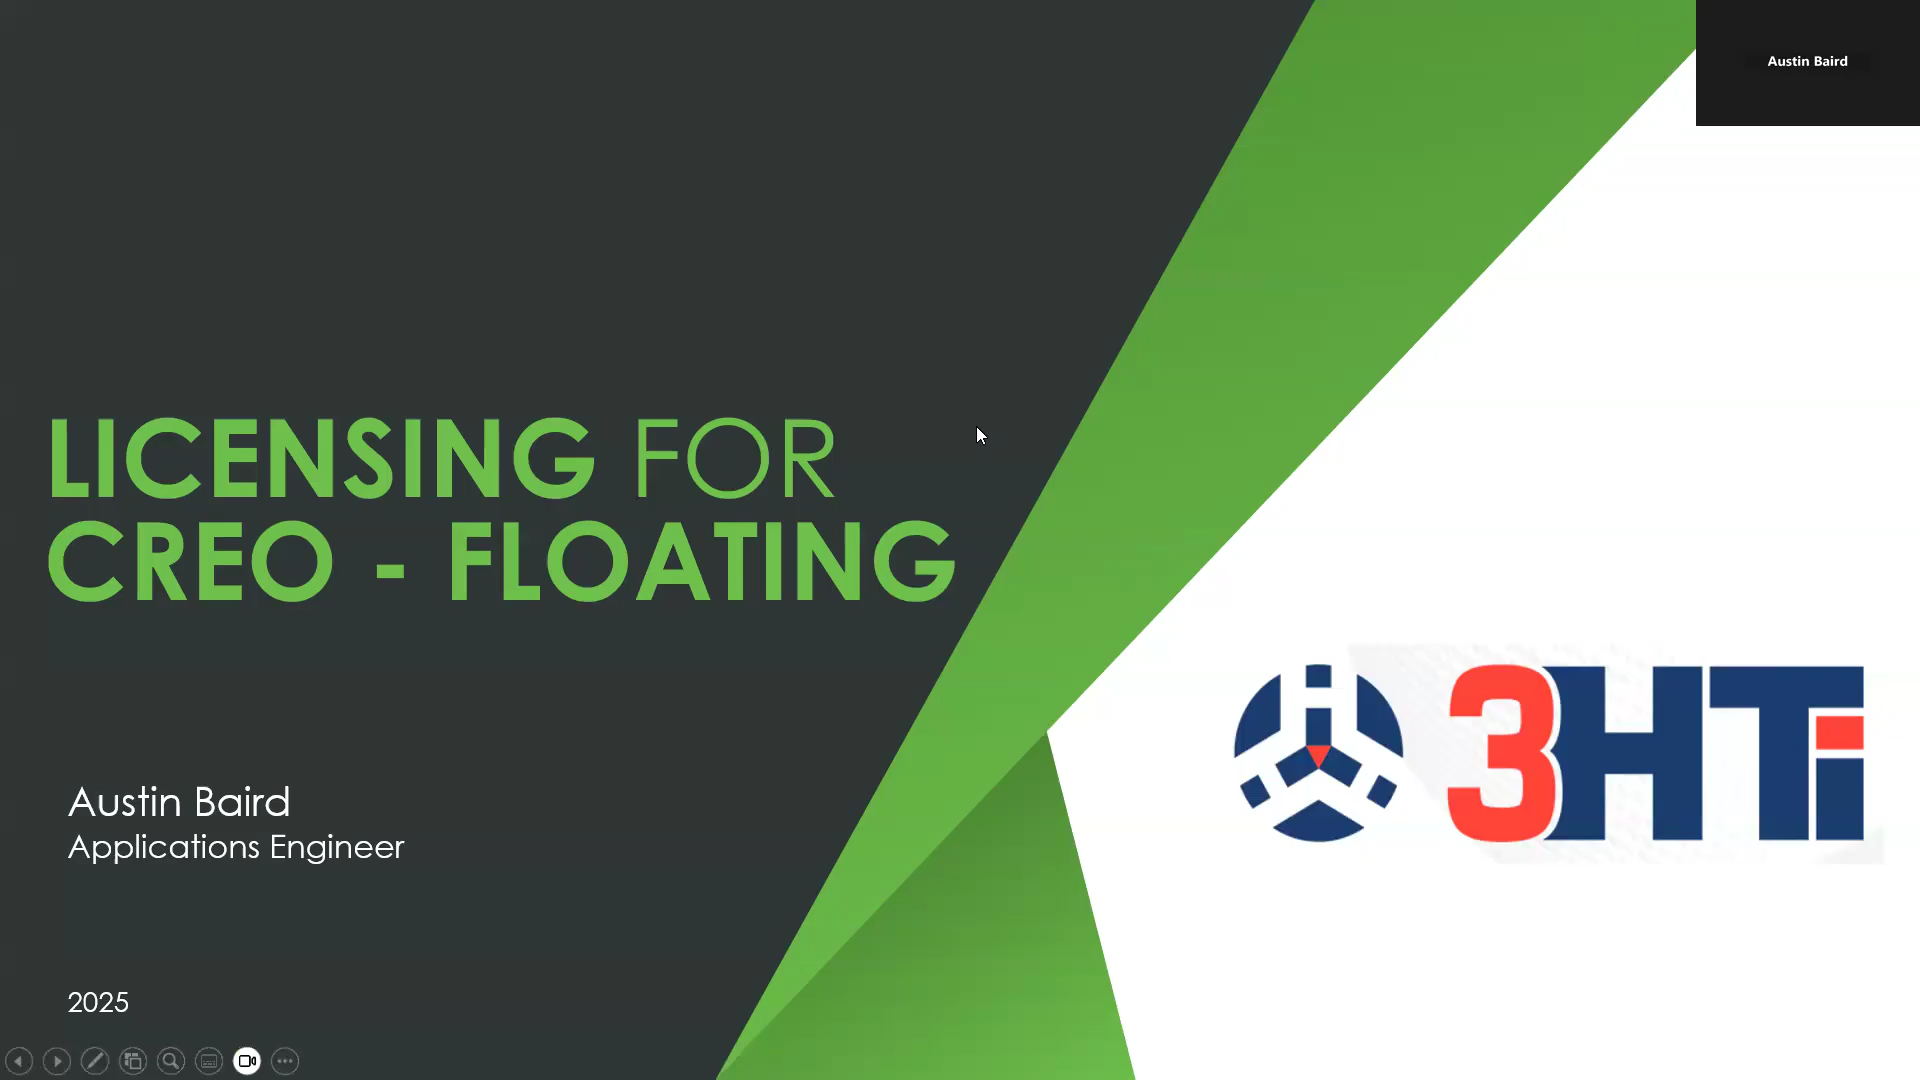 Austin Baird
LICENSING FOR
CREO - FLOATING
3HTi
Austin Baird
Applications Engineer
2025